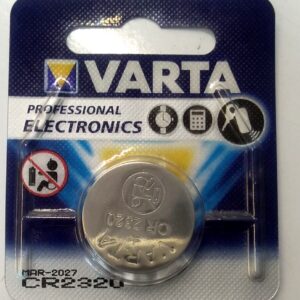 VARTA
PROFESSIONAL
ELECTRONICS
VARTA
CR 2320
MAR-2027
CR2320